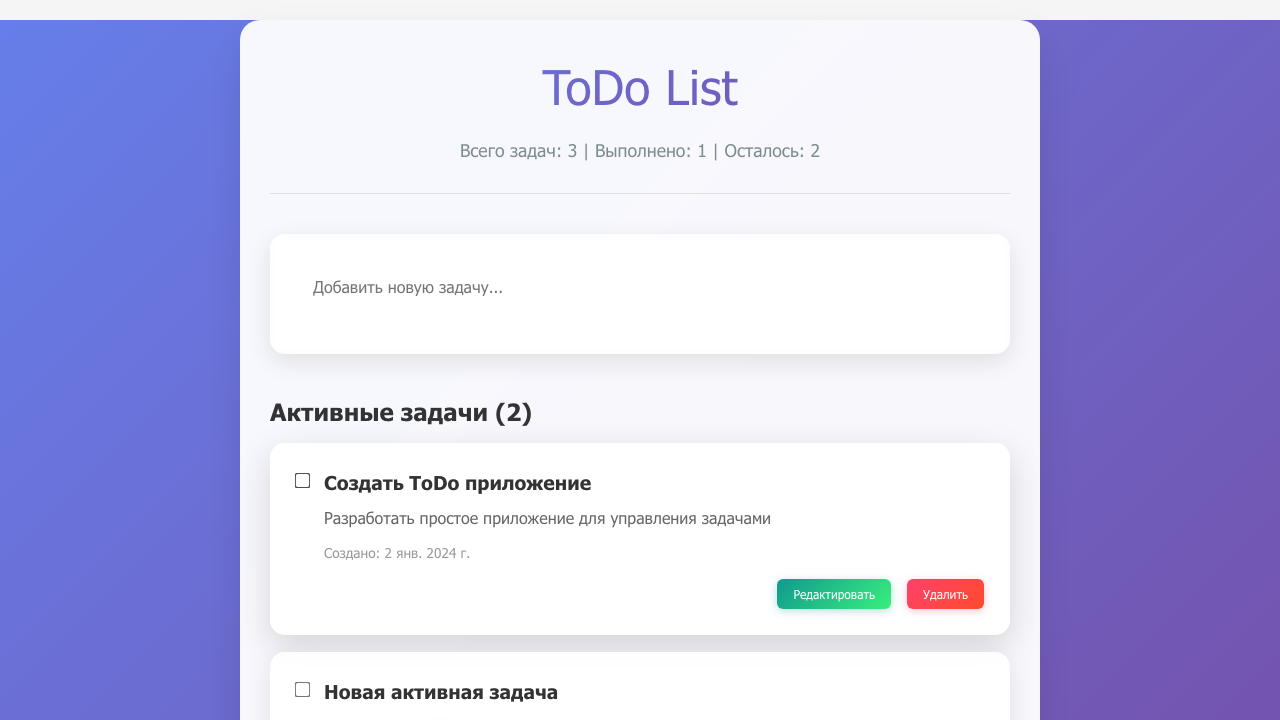 ToDo List
Всего задач: 3 | Выполнено: 1 | Осталось: 2
Добавить новую задачу...
Активные задачи (2)
Создать ToDo приложение
Разработать простое приложение для управления задачами
Создано: 2 янв. 2024 г.
Редактировать Удалить
Новая активная задача